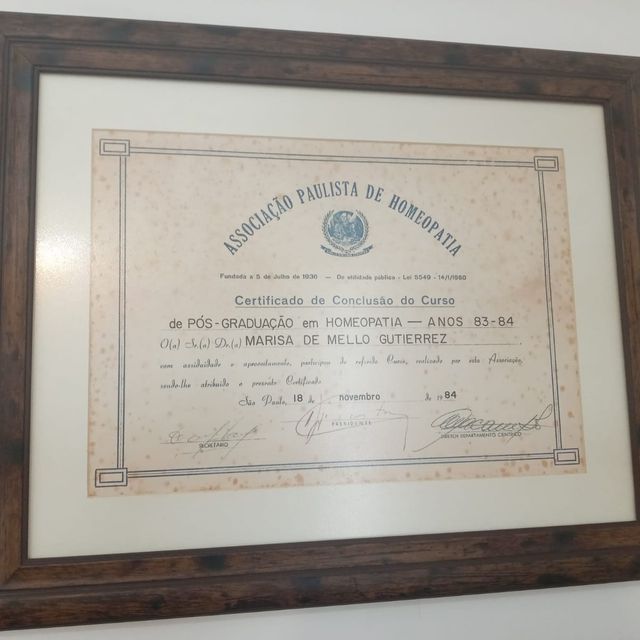 ASSOCIAÇÃO PAULISTA DE HOMEOPATIA
Fundada a 5 de Julho de 1936 — De utilidade pública - Lei 5549 - 14/1/1960
Certificado de Conclusão do Curso
de PÓS-GRADUAÇÃO em HOMEOPATIA — ANOS 83-84
O(a) Sr.(a) Dr.(a) MARISA DE MELLO GUTIERREZ
com assiduidade e aproveitamento, participou do referido Curso, realizado por esta Associação,
sendo-lhe atribuido o presente Certificado
São Paulo, 18 de novembro de 1984
SECRETÁRIO
PRESIDENTE
DIRETOR DEPARTAMENTO CIENTÍFICO